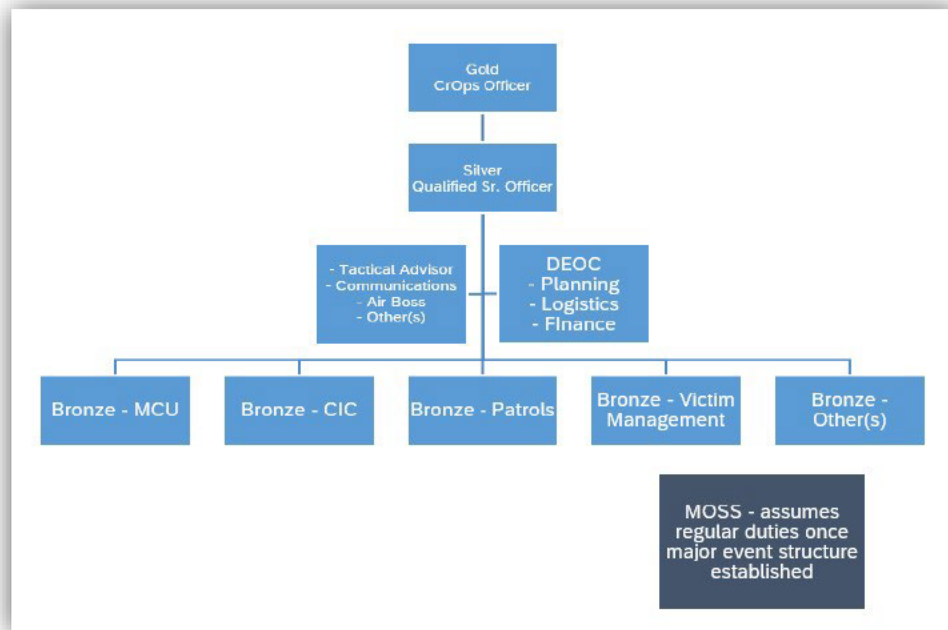 Gold
CrOps Officer
Silver
Qualified Sr. Officer
- Tactical Advisor
- Communications
- Air Boss
- Other(s)
DEOC
- Planning
- Logistics
- FInance
Bronze - MCU
Bronze - CIC
Bronze - Patrols
Bronze - Victim
Management
Bronze -
Other(s)
MOSS - assumes
regular duties once
major event structure
established